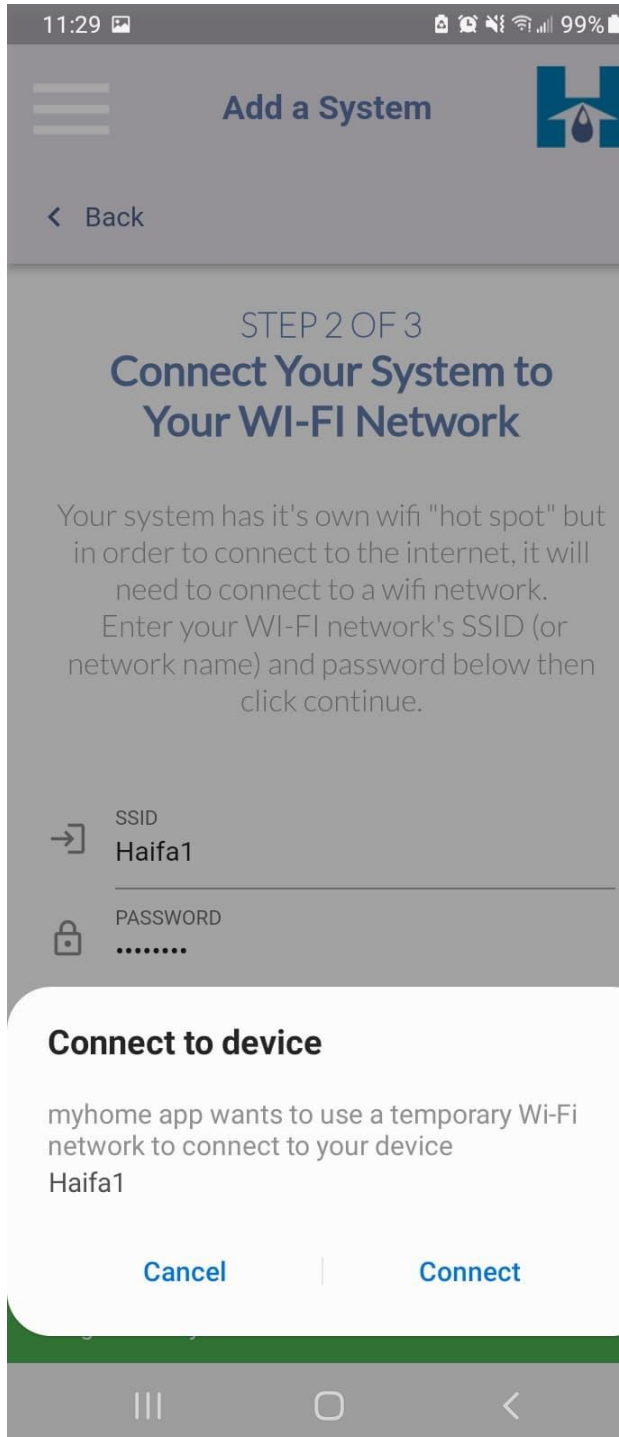 11:29
99%
Add a System
Back
STEP 2 OF 3
Connect Your System to
Your WI-FI Network
Your system has it's own wifi "hot spot" but
in order to connect to the internet, it will
need to connect to a wifi network.
Enter your WI-FI network's SSID (or
network name) and password below then
click continue.
SSID
Haifa1
PASSWORD
••••••••
Connect to device
myhome app wants to use a temporary Wi-Fi
network to connect to your device
Haifa1
Cancel
Connect